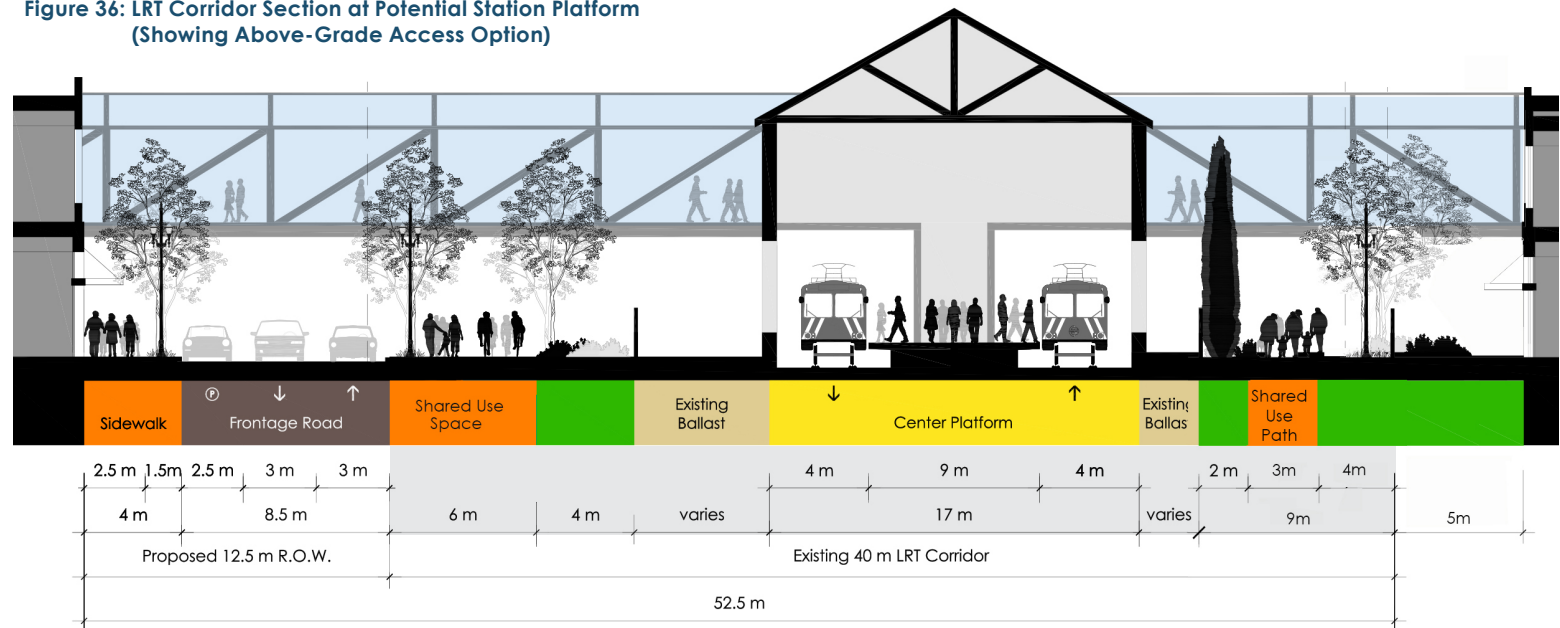 Figure 36: LRT Corridor Section at Potential Station Platform
(Showing Above-Grade Access Option)
P ↓ ↑ ↓ ↑
Sidewalk
Frontage Road
Shared Use
Space
Existing
Ballast
Center Platform
Existing
Ballas
Shared
Use
Path
2.5 m 1.5m 2.5 m 3 m 3 m 4 m 9 m 4 m 2 m 3m 4m
4 m 8.5 m 6 m 4 m varies 17 m varies 9m 5m
Proposed 12.5 m R.O.W. Existing 40 m LRT Corridor
52.5 m